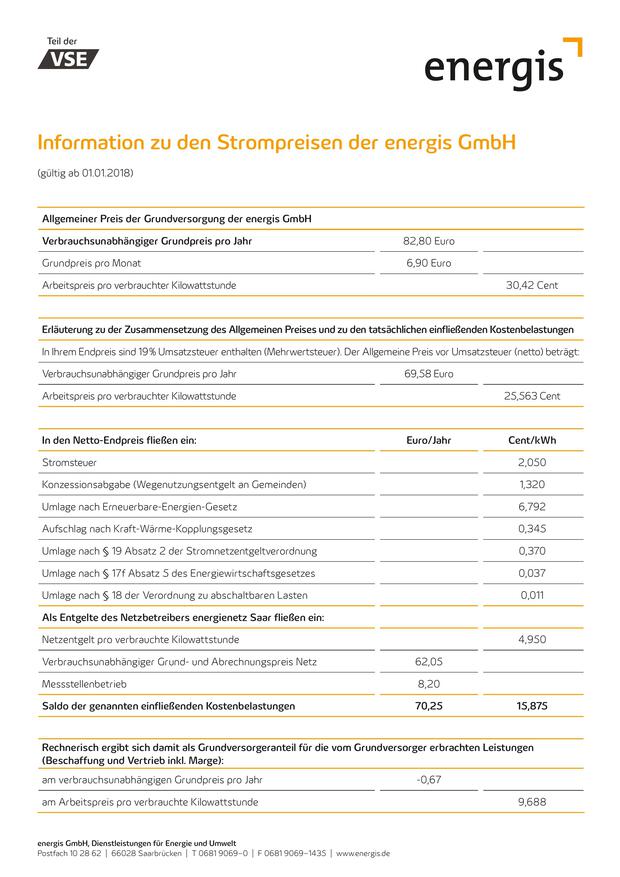 Teil der
VSE
energis
Information zu den Strompreisen der energis GmbH
(gültig ab 01.01.2018)
Allgemeiner Preis der Grundversorgung der energis GmbH
Verbrauchsunabhängiger Grundpreis pro Jahr 82,80 Euro
Grundpreis pro Monat 6,90 Euro
Arbeitspreis pro verbrauchter Kilowattstunde 30,42 Cent
Erläuterung zu der Zusammensetzung des Allgemeinen Preises und zu den tatsächlichen einfließenden Kostenbelastungen
In Ihrem Endpreis sind 19% Umsatzsteuer enthalten (Mehrwertsteuer). Der Allgemeine Preis vor Umsatzsteuer (netto) beträgt:
Verbrauchsunabhängiger Grundpreis pro Jahr 69,58 Euro
Arbeitspreis pro verbrauchter Kilowattstunde 25,563 Cent
In den Netto-Endpreis fließen ein: Euro/Jahr Cent/kWh
Stromsteuer 2,050
Konzessionsabgabe (Wegenutzungsentgelt an Gemeinden) 1,320
Umlage nach Erneuerbare-Energien-Gesetz 6,792
Aufschlag nach Kraft-Wärme-Kopplungsgesetz 0,345
Umlage nach § 19 Absatz 2 der Stromnetzentgeltverordnung 0,370
Umlage nach § 17f Absatz 5 des Energiewirtschaftsgesetzes 0,037
Umlage nach § 18 der Verordnung zu abschaltbaren Lasten 0,011
Als Entgelte des Netzbetreibers energienetz Saar fließen ein:
Netzentgelt pro verbrauchte Kilowattstunde 4,950
Verbrauchsunabhängiger Grund- und Abrechnungspreis Netz 62,05
Messstellenbetrieb 8,20
Saldo der genannten einfließenden Kostenbelastungen 70,25 15,875
Rechnerisch ergibt sich damit als Grundversorgeranteil für die vom Grundversorger erbrachten Leistungen
(Beschaffung und Vertrieb inkl. Marge):
am verbrauchsunabhängigen Grundpreis pro Jahr -0,67
am Arbeitspreis pro verbrauchte Kilowattstunde 9,688
energis GmbH, Dienstleistungen für Energie und Umwelt
Postfach 10 28 62 | 66028 Saarbrücken | T 0681 9069-0 | F 0681 9069-1435 | www.energis.de